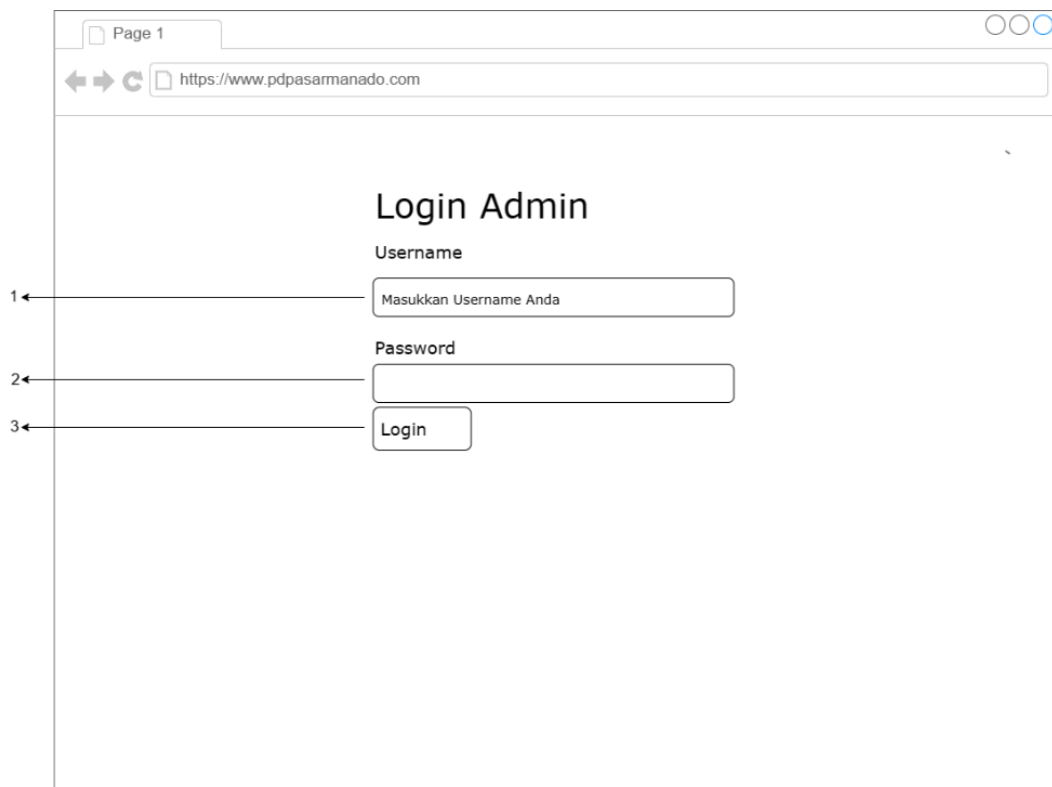 Page 1
https://www.pdpasarmanado.com
Login Admin
Username
1
Masukkan Username Anda
Password
2
3
Login